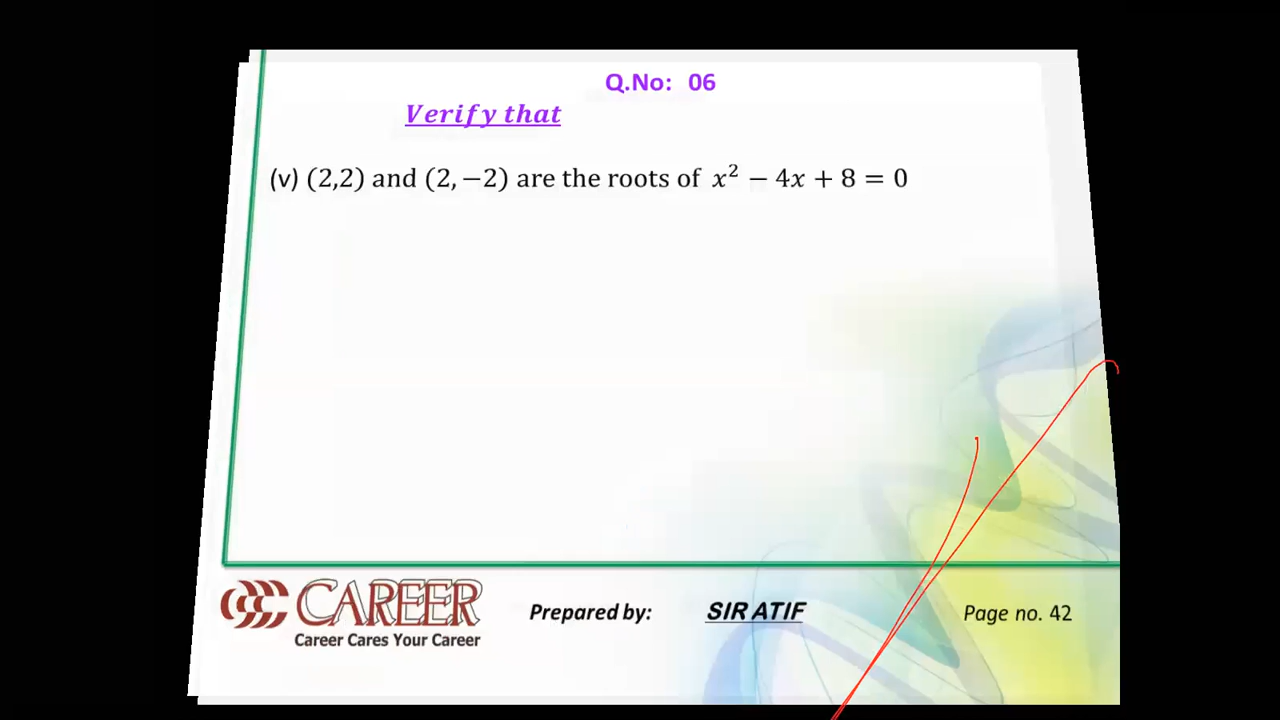 Q.No: 06
Verify that
(v) (2,2) and (2, −2) are the roots of x² − 4x + 8 = 0
CAREER
Career Cares Your Career
Prepared by: SIR ATIF Page no. 42